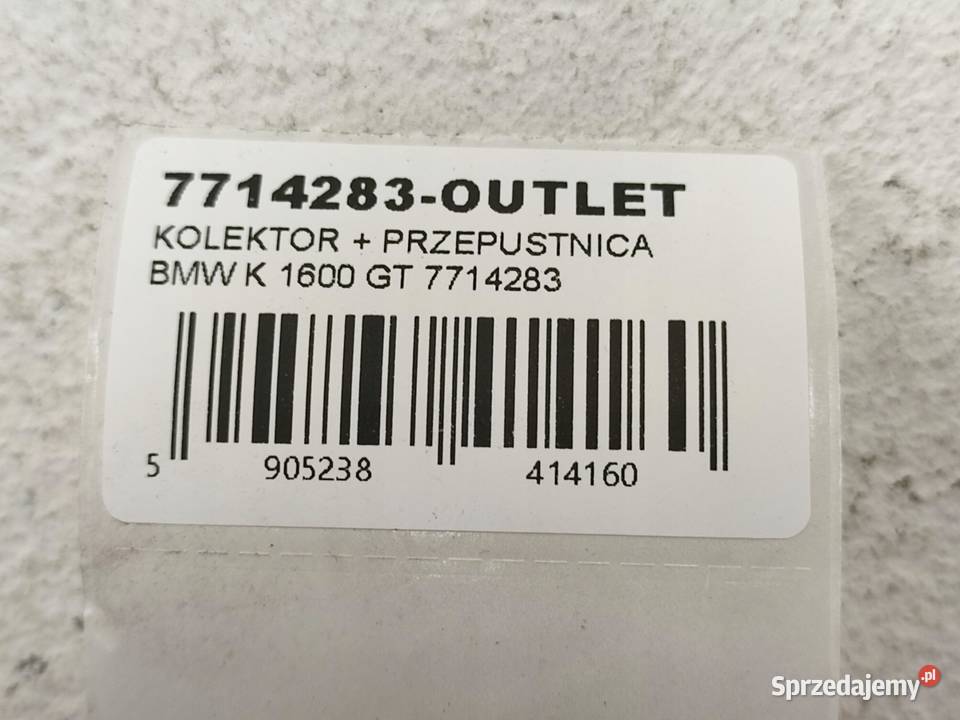 7714283-OUTLET
KOLEKTOR + PRZEPUSTNICA
BMW K 1600 GT 7714283
5 905238 414160
Sprzedajemy.pl